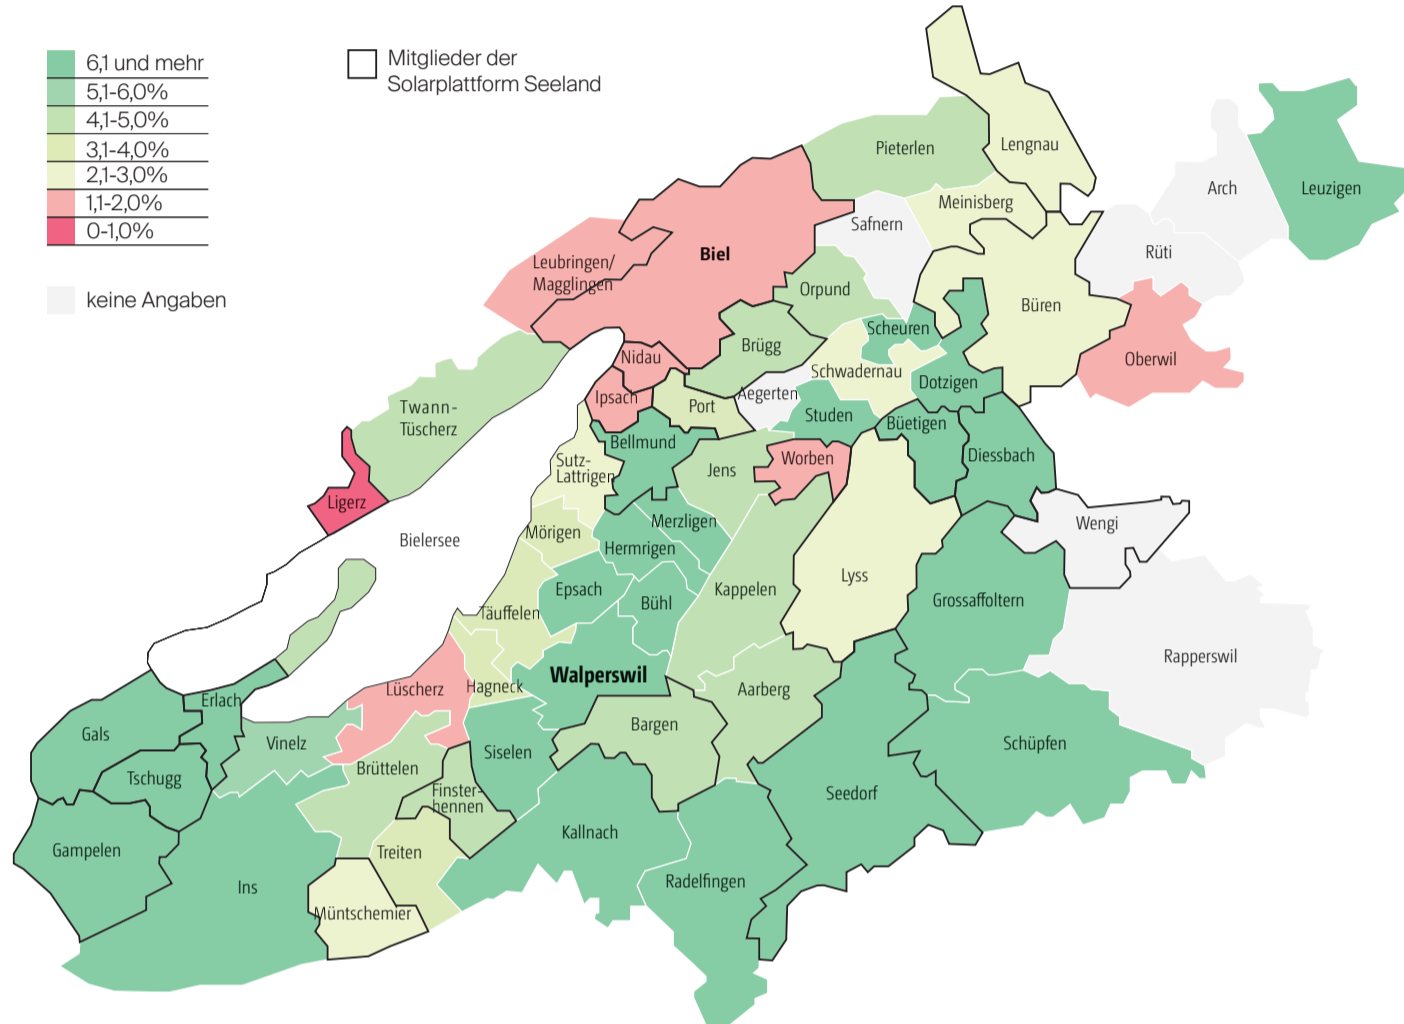 6,1 und mehr
5,1-6,0%
4,1-5,0%
3,1-4,0%
2,1-3,0%
1,1-2,0%
0-1,0%
keine Angaben
Mitglieder der
Solarplattform Seeland
Lengnau
Pieterlen
Arch
Leuzigen
Meinisberg
Safnern
Biel
Rüti
Leubringen/
Magglingen
Orpund
Büren
Scheuren
Brügg
Nidau
Oberwil
Schwadernau
Dotzigen
Aegerten
Ipsach
Port
Twann-
Tüscherz
Studen
Büetigen
Bellmund
Diessbach
Worben
Sutz-
Lattrigen
Jens
Ligerz
Merzligen
Wengi
Mörigen
Bielersee
Hermrigen
Lyss
Epsach
Kappelen
Bühl
Grossaffoltern
Täuffelen
Rapperswil
Walperswil
Hagneck
Lüscherz
Aarberg
Erlach
Bargen
Gals
Vinelz
Siselen
Schüpfen
Brüttelen
Tschugg
Finster-
hennen
Seedorf
Kallnach
Gampelen
Treiten
Radelfingen
Ins
Müntschemier